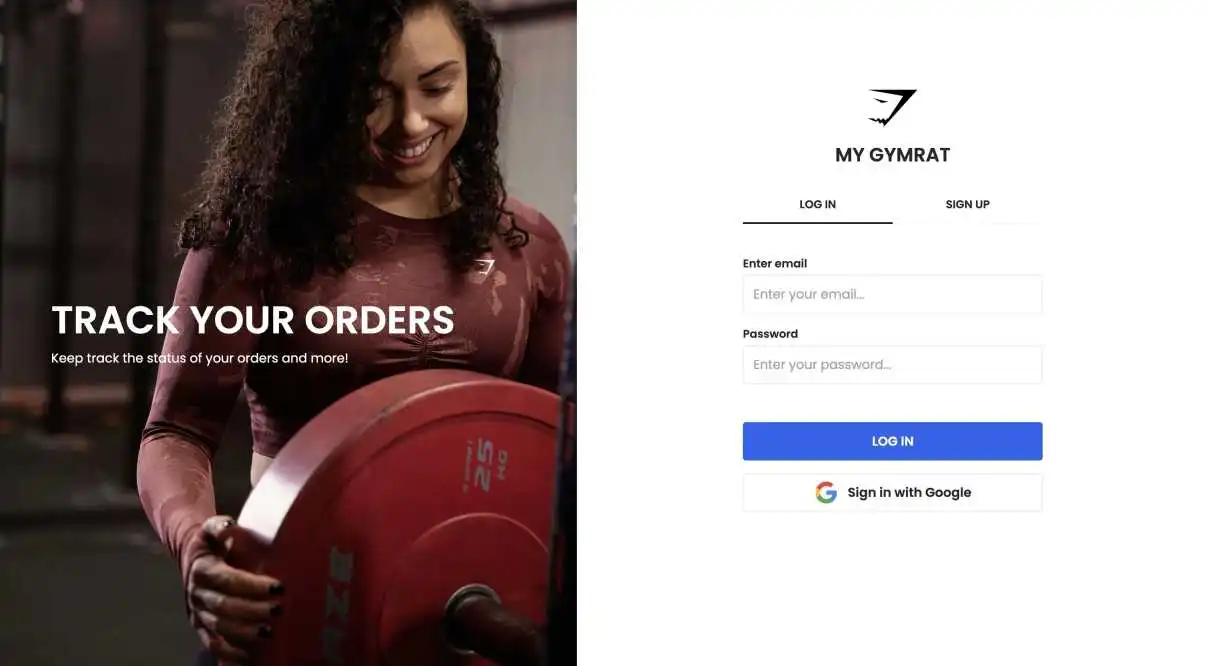 TRACK YOUR ORDERS
Keep track the status of your orders and more!
25
KG
MY GYMRAT
LOG IN
SIGN UP
Enter email
Enter your email...
Password
Enter your password...
LOG IN
Sign in with Google